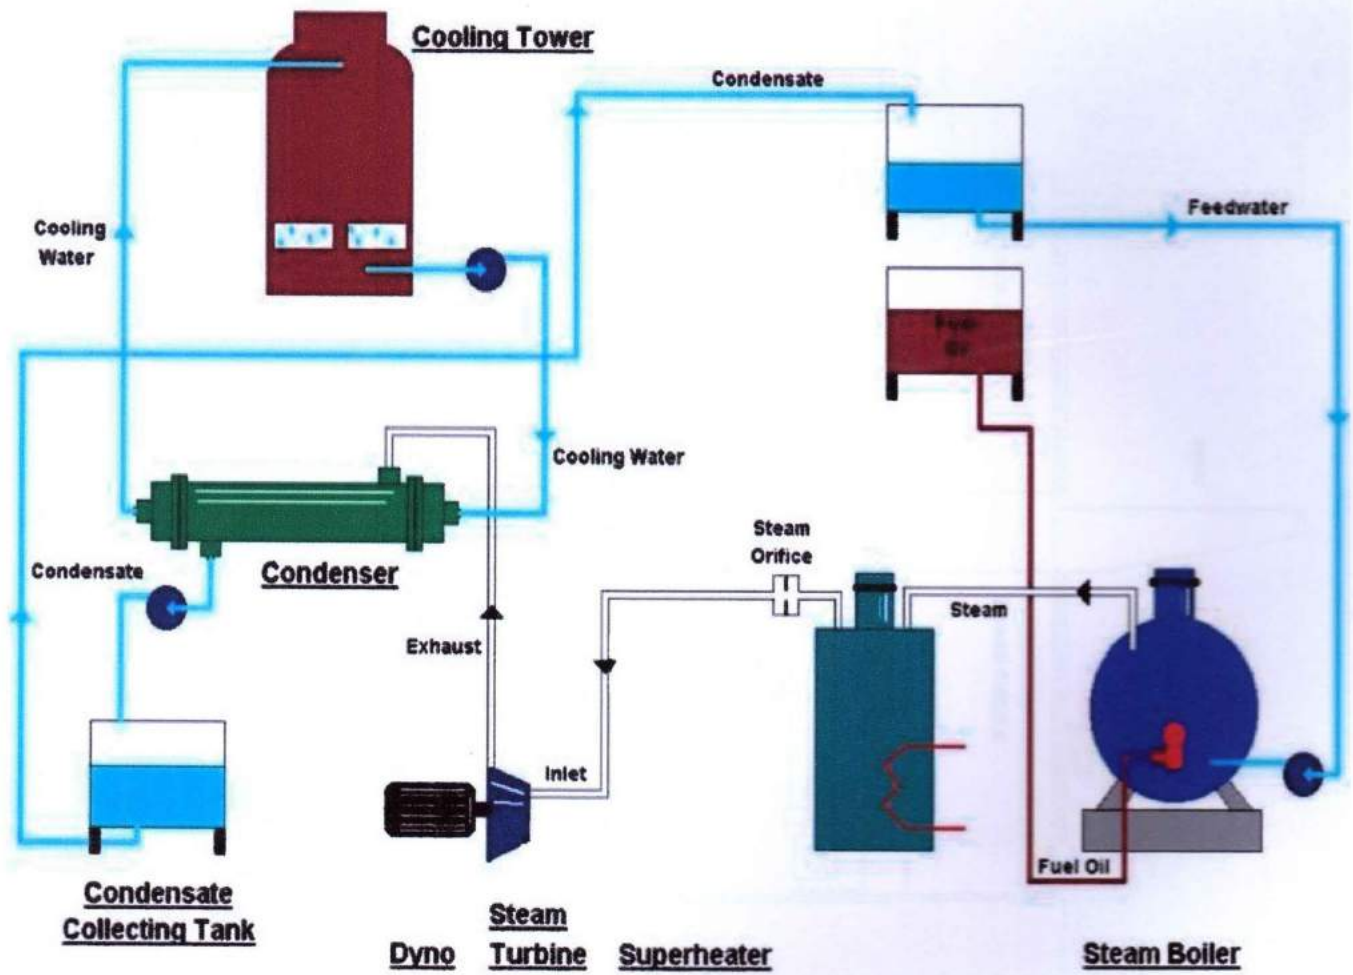 Cooling Tower
Condensate
Cooling
Water
Feedwater
Cooling Water
Steam
Orifice
Condensate
Condenser
Steam
Exhaust
Inlet
Fuel Oil
Condensate
Collecting Tank
Steam
Dyno Turbine Superheater
Steam Boiler